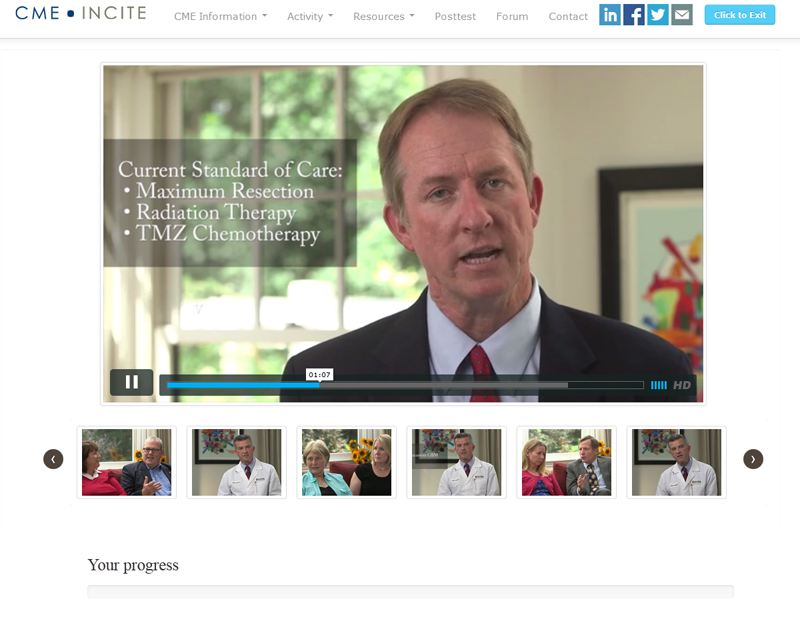 CME • INCITE
CME Information
Activity
Resources
Posttest
Forum
Contact
Click to Exit
Current Standard of Care:
• Maximum Resection
• Radiation Therapy
• TMZ Chemotherapy
01:07
HD
Your progress